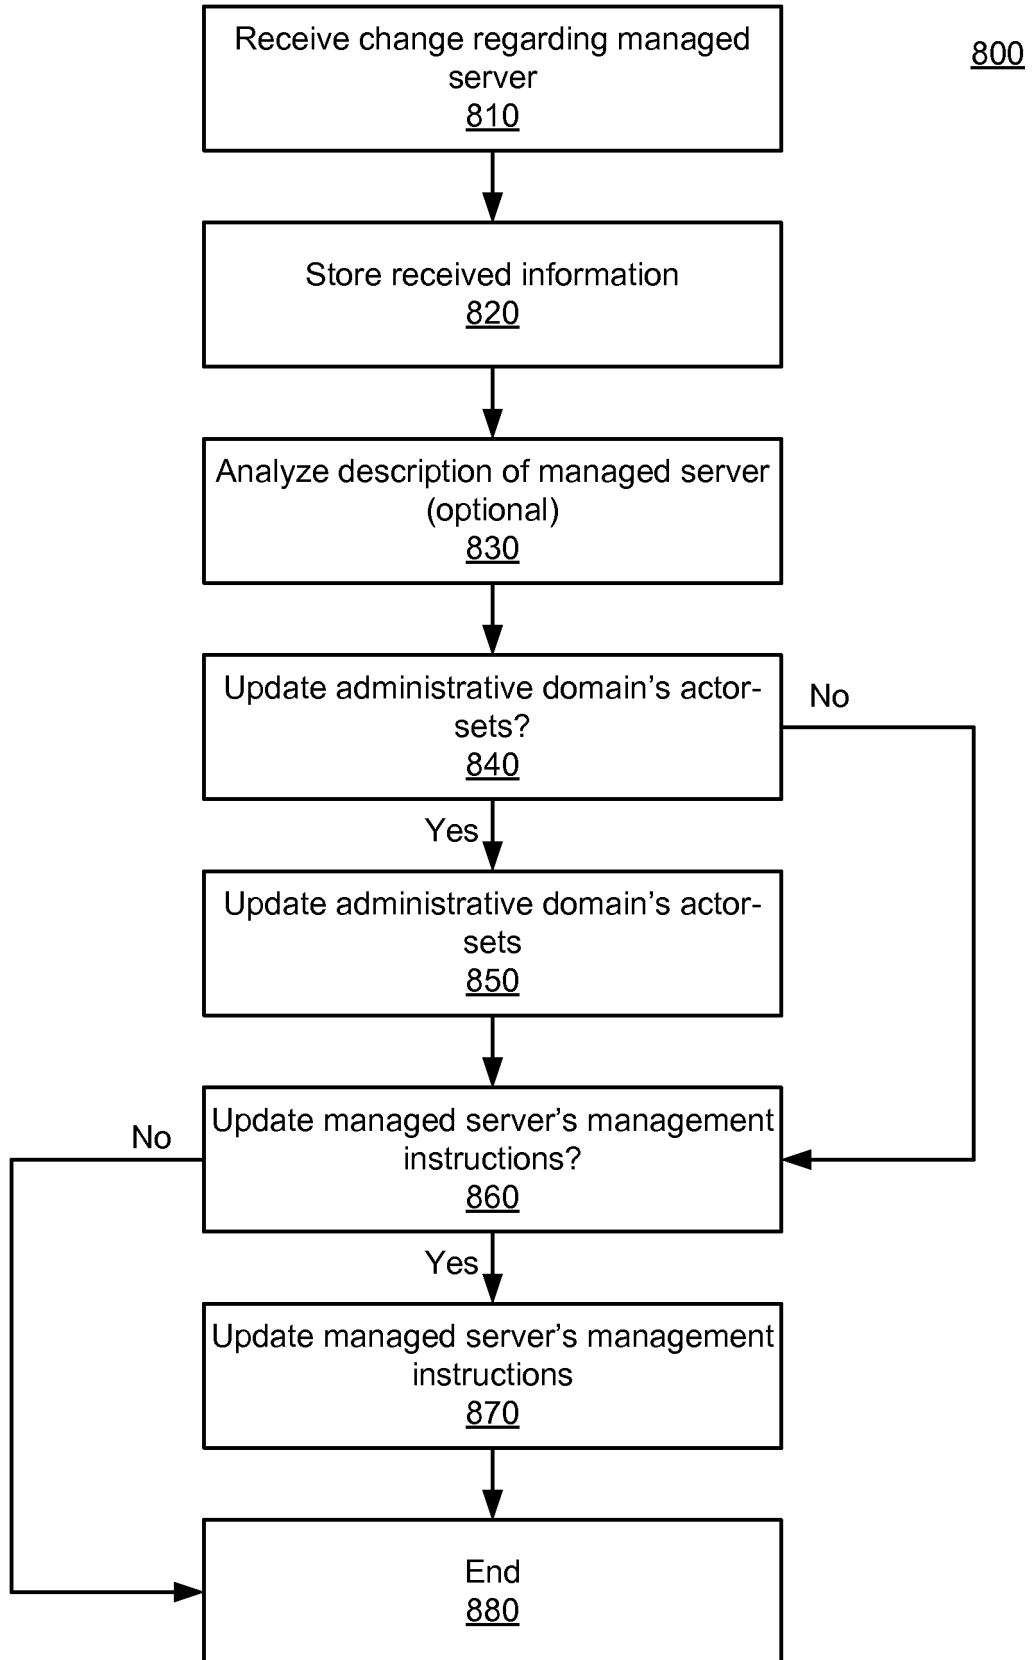 Receive change regarding managed
server
810
800
Store received information
820
Analyze description of managed server
(optional)
830
Update administrative domain’s actor-
sets?
840
No
Yes
Update administrative domain’s actor-
sets
850
Update managed server’s management
instructions?
860
No
Yes
Update managed server’s management
instructions
870
End
880